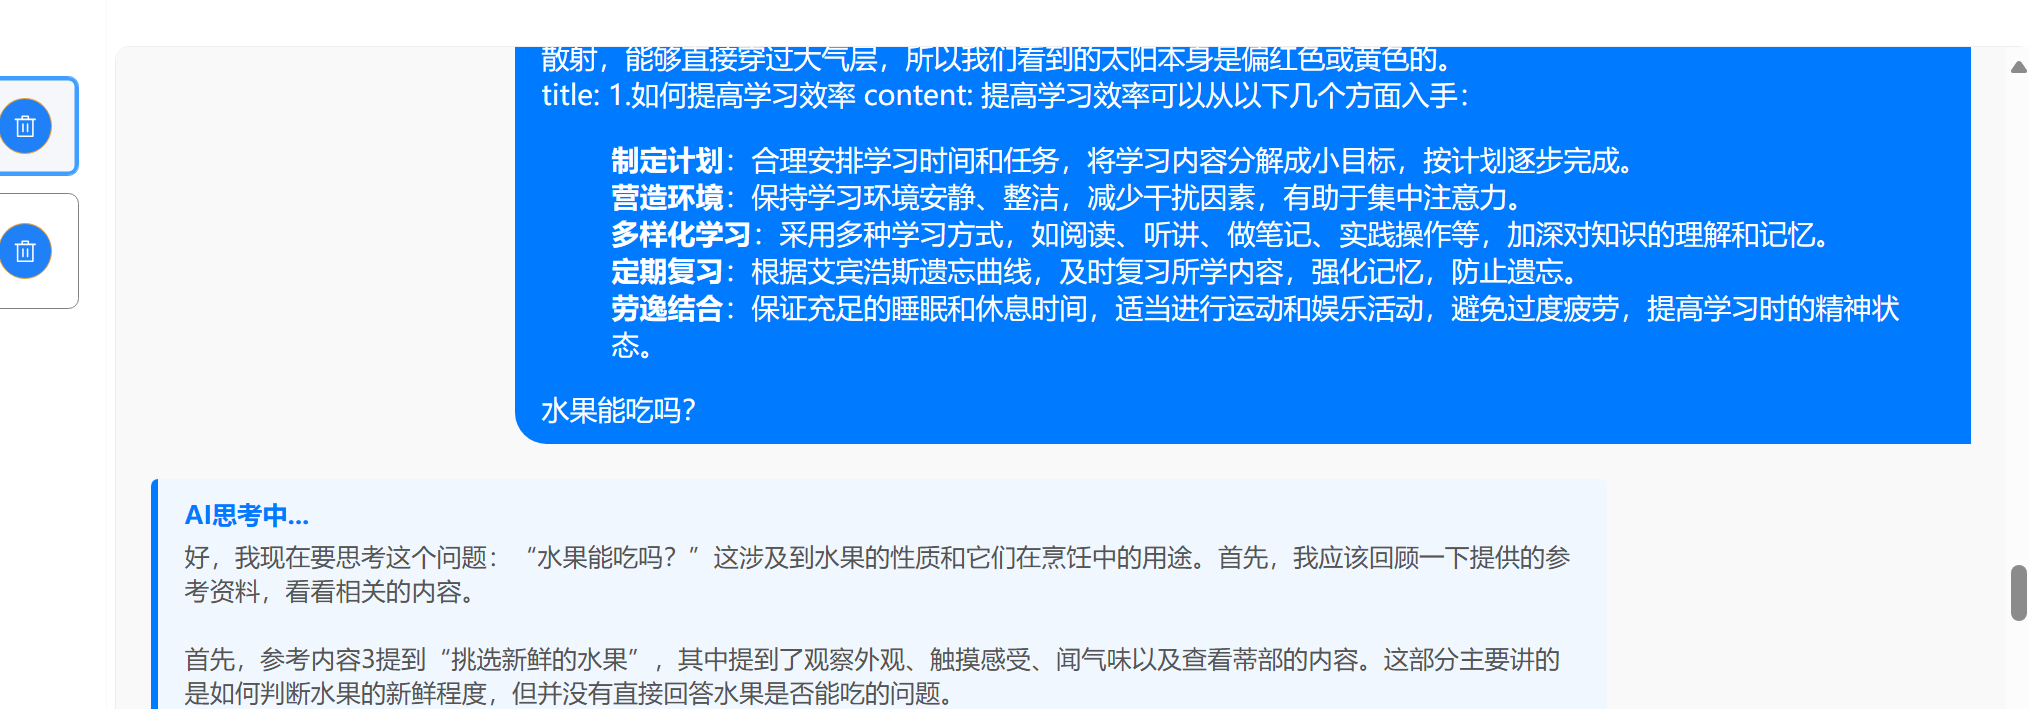 散射，能够直接穿过大气层，所以我们看到的太阳本身是偏红色或黄色的。
title: 1.如何提高学习效率 content: 提高学习效率可以从以下几个方面入手：
制定计划：合理安排学习时间和任务，将学习内容分解成小目标，按计划逐步完成。
营造环境：保持学习环境安静、整洁，减少干扰因素，有助于集中注意力。
多样化学习：采用多种学习方式，如阅读、听讲、做笔记、实践操作等，加深对知识的理解和记忆。
定期复习：根据艾宾浩斯遗忘曲线，及时复习所学内容，强化记忆，防止遗忘。
劳逸结合：保证充足的睡眠和休息时间，适当进行运动和娱乐活动，避免过度疲劳，提高学习时的精神状
态。
水果能吃吗？
AI思考中...
好，我现在要思考这个问题：“水果能吃吗？”这涉及到水果的性质和它们在烹饪中的用途。首先，我应该回顾一下提供的参
考资料，看看相关的内容。
首先，参考内容3提到“挑选新鲜的水果”，其中提到了观察外观、触摸感受、闻气味以及查看蒂部的内容。这部分主要讲的
是如何判断水果的新鲜程度，但并没有直接回答水果是否能吃的问题。